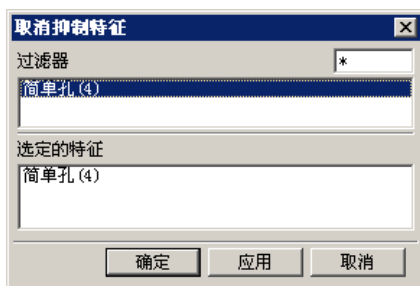 取消抑制特征
过滤器 *
简单孔(4)
选定的特征
简单孔(4)
确定 应用 取消